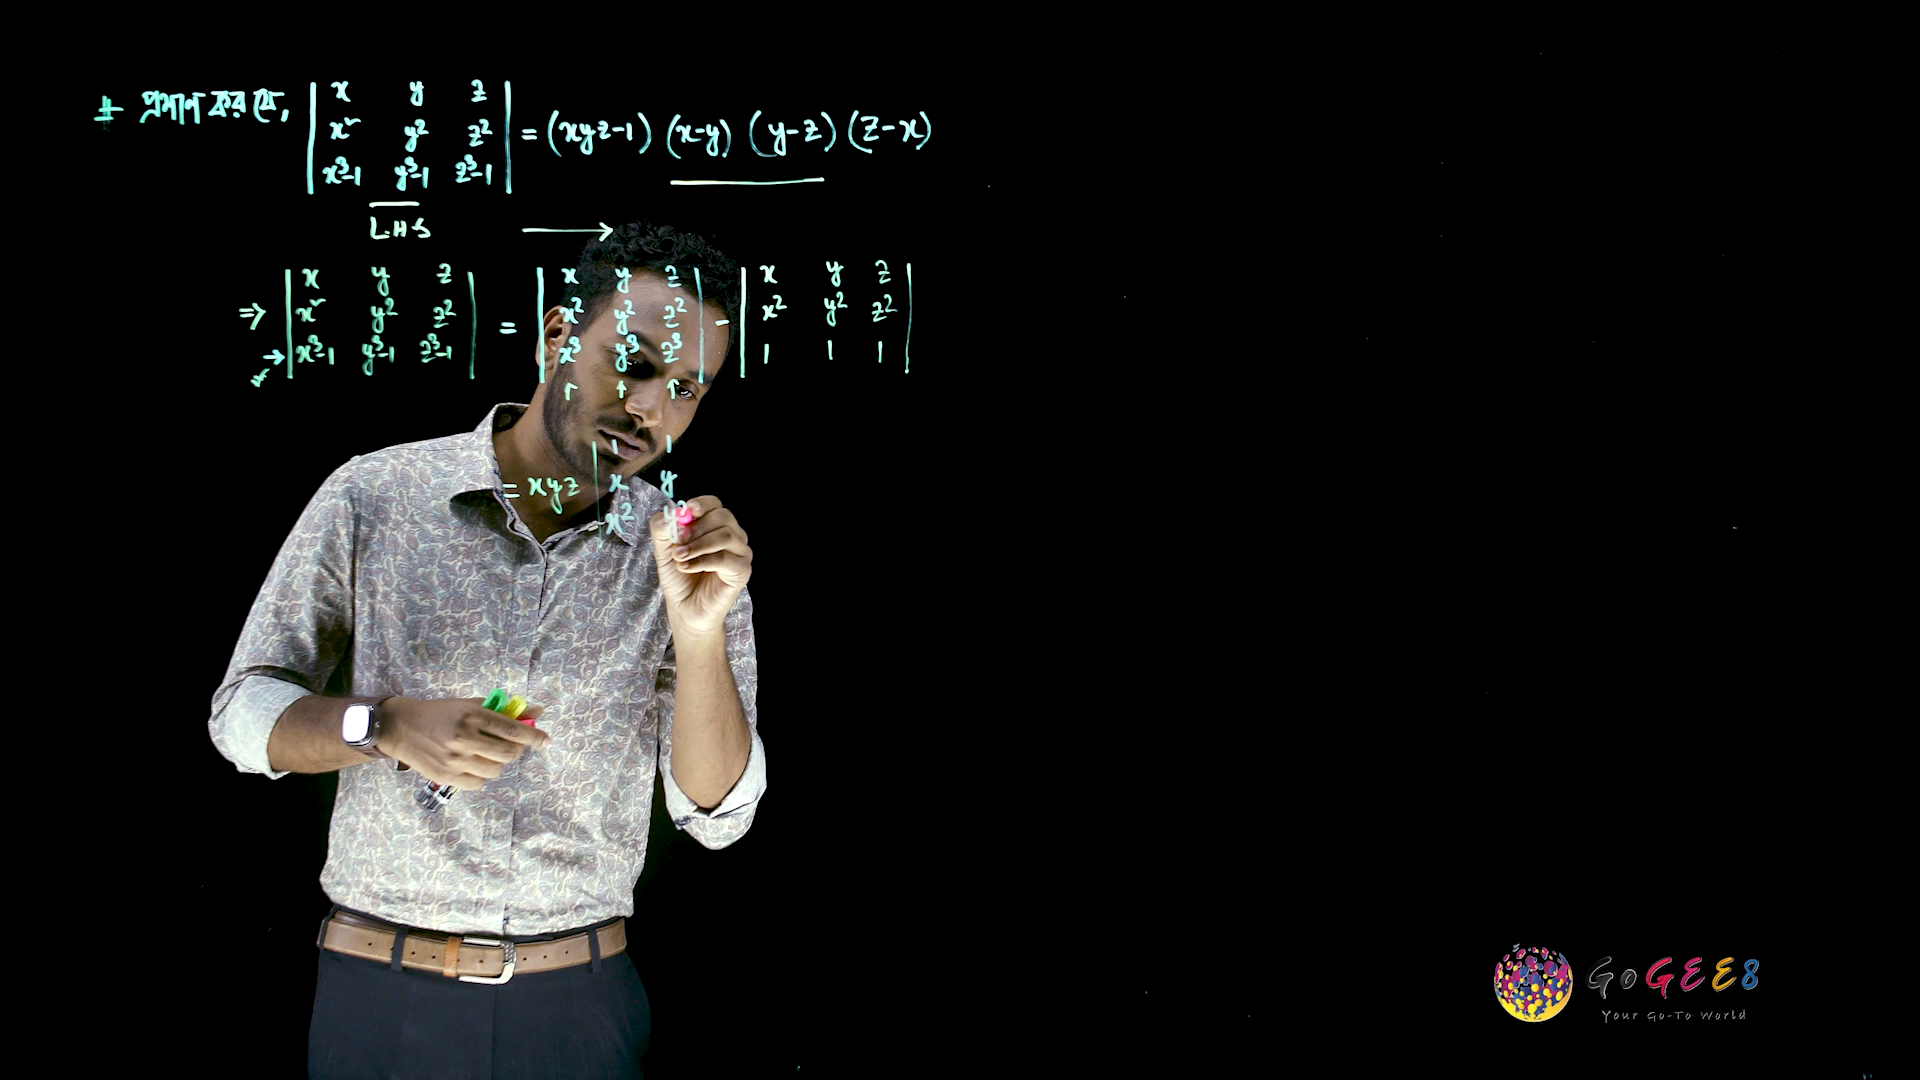 # প্রমাণ কর যে, | x y z | = (xyz-1) (x-y) (y-z) (z-x)
| x² y² z² |
| x³-1 y³-1 z³-1 |
L.H.S →
⇒ | x y z | = | x y z | - | x y z |
| x² y² z² | | x² y² z² | | x² y² z² |
→ | x³-1 y³-1 z³-1 | | x³ y³ z³ | | 1 1 1 |
↑ ↑ ↑
| 1 1
= xyz | x y
| x² y²
GoGEE8
Your Go-To World